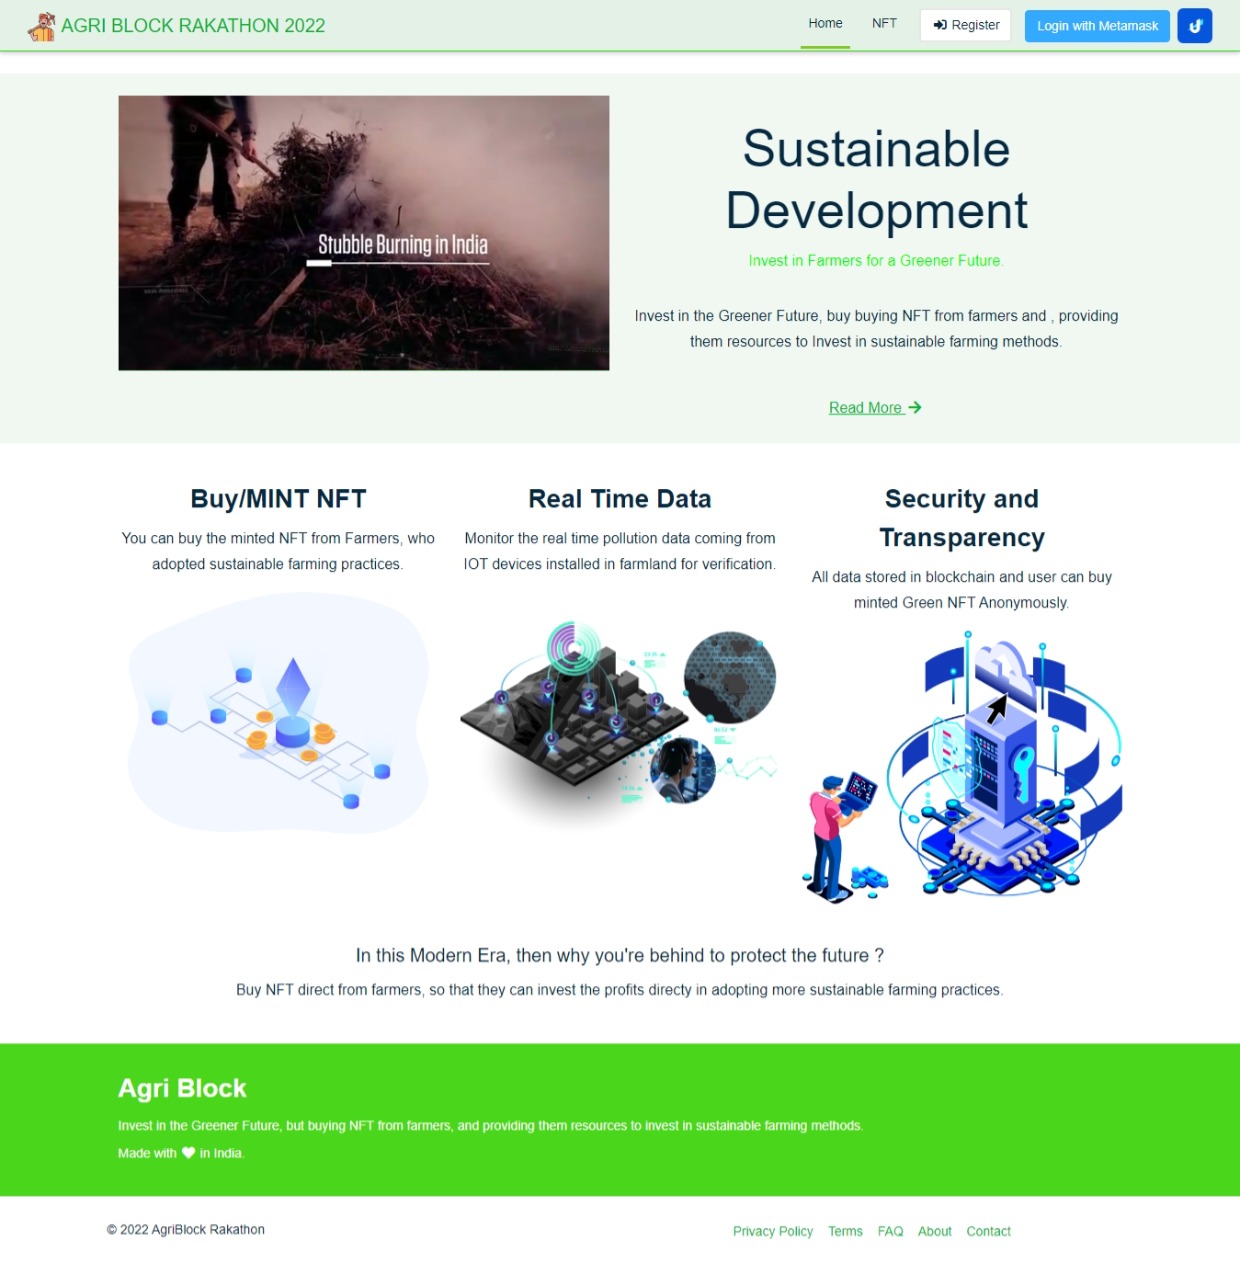 AGRI BLOCK RAKATHON 2022
Home
NFT
Register
Login with Metamask
Stubble Burning in India
Sustainable
Development
Invest in Farmers for a Greener Future.
Invest in the Greener Future, buy buying NFT from farmers and , providing
them resources to Invest in sustainable farming methods.
Read More
Buy/MINT NFT
You can buy the minted NFT from Farmers, who
adopted sustainable farming practices.
Real Time Data
Monitor the real time pollution data coming from
IOT devices installed in farmland for verification.
Security and
Transparency
All data stored in blockchain and user can buy
minted Green NFT Anonymously.
In this Modern Era, then why you're behind to protect the future ?
Buy NFT direct from farmers, so that they can invest the profits directy in adopting more sustainable farming practices.
Agri Block
Invest in the Greener Future, but buying NFT from farmers, and providing them resources to invest in sustainable farming methods.
Made with in India.
© 2022 AgriBlock Rakathon
Privacy Policy
Terms
FAQ
About
Contact